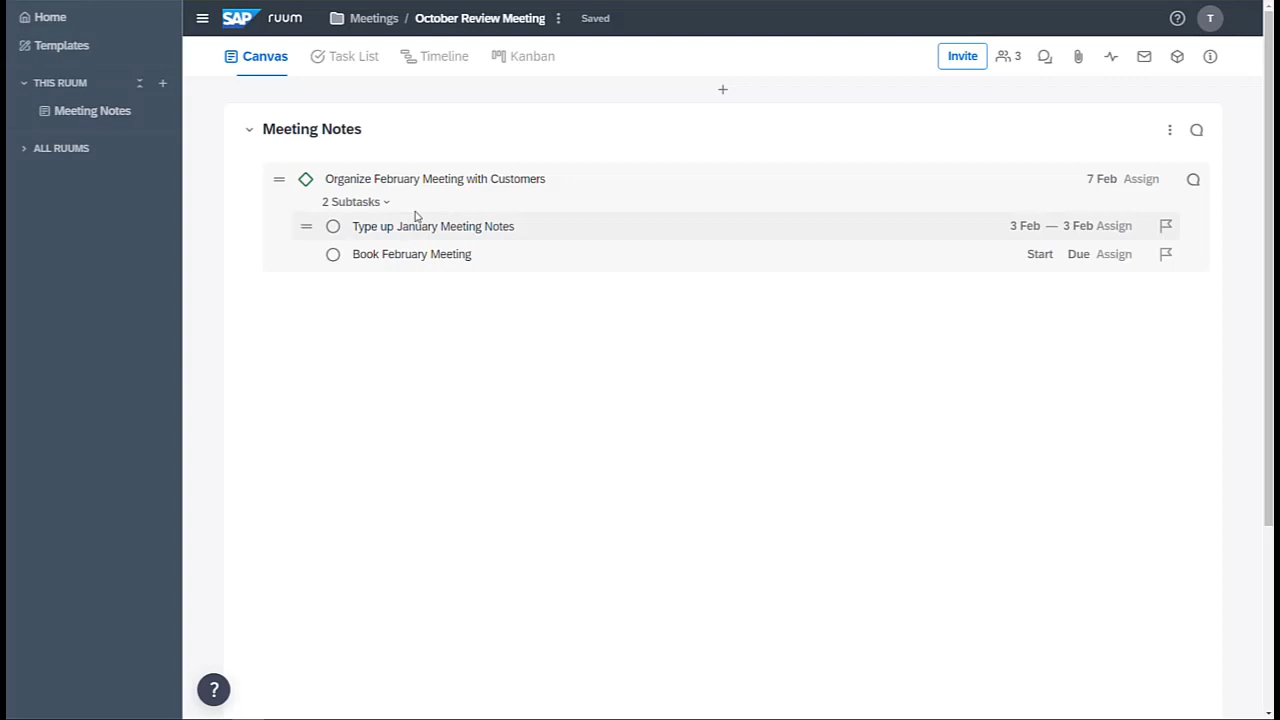 Home
Templates
THIS RUUM
Meeting Notes
ALL RUUMS
SAP ruum Meetings / October Review Meeting Saved T
Canvas Task List Timeline Kanban Invite 3
Meeting Notes
Organize February Meeting with Customers 7 Feb Assign
2 Subtasks
Type up January Meeting Notes 3 Feb — 3 Feb Assign
Book February Meeting Start Due Assign
?